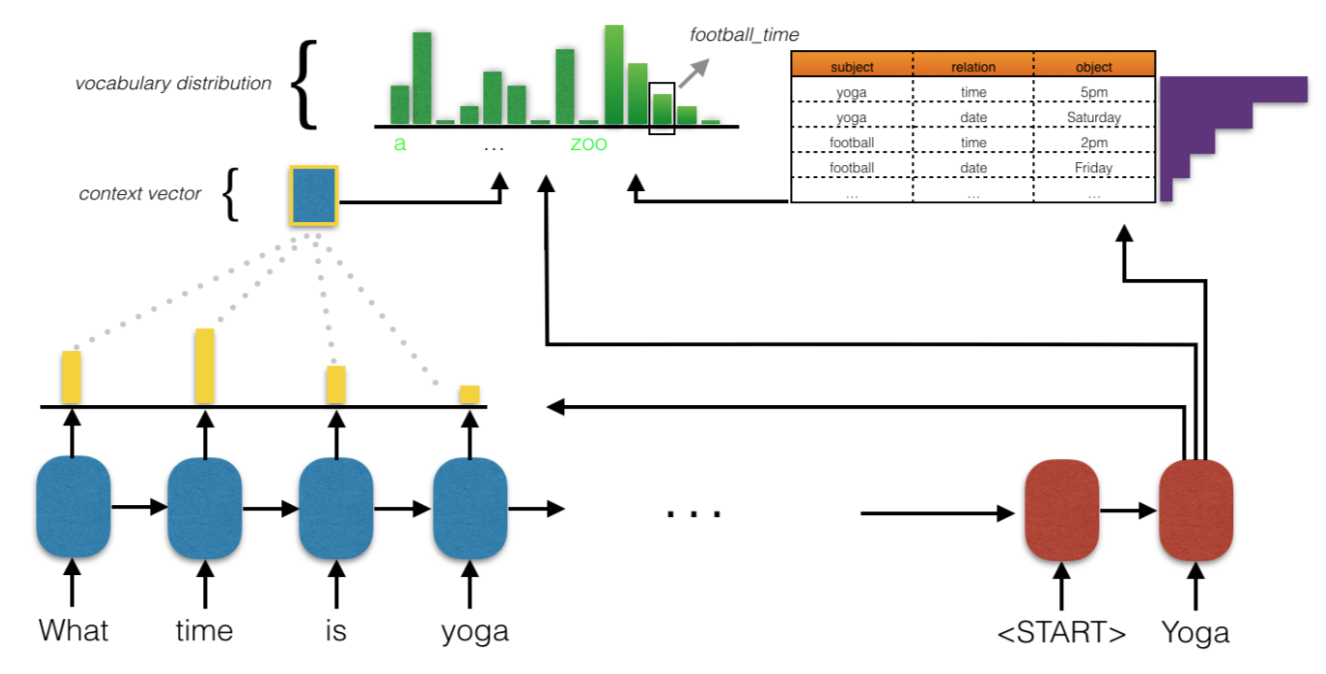 football_time
vocabulary distribution
a ... zoo
subject relation object
yoga time 5pm
yoga date Saturday
football time 2pm
football date Friday
... ... ...
context vector
...
What time is yoga <START> Yoga